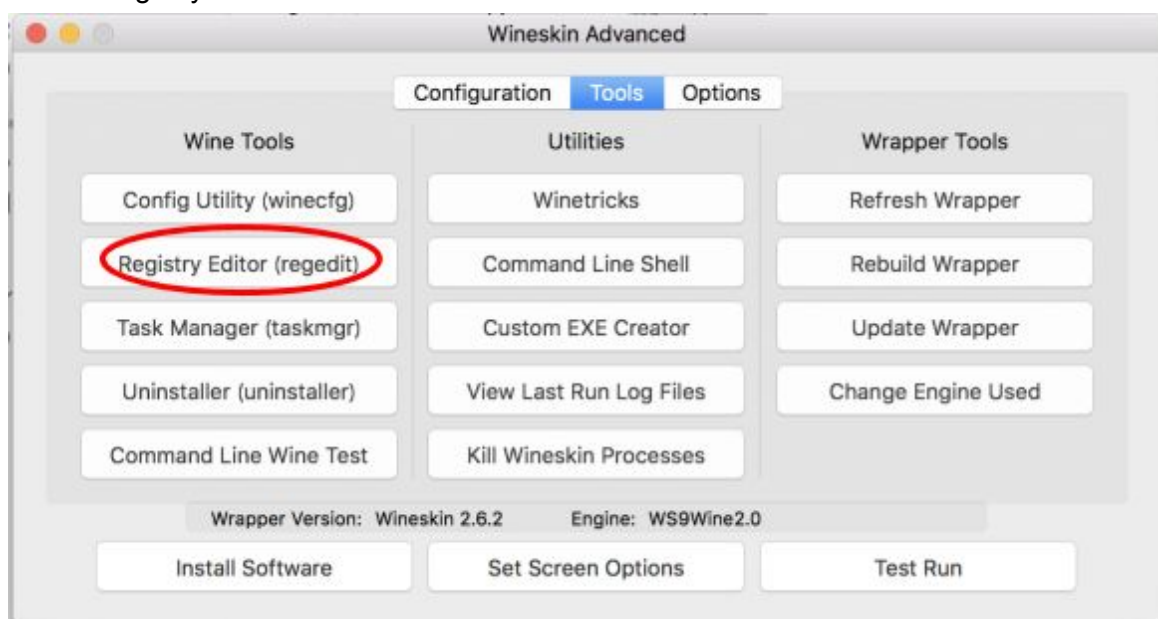 Wineskin Advanced
Configuration Tools Options
Wine Tools Utilities Wrapper Tools
Config Utility (winecfg) Winetricks Refresh Wrapper
Registry Editor (regedit) Command Line Shell Rebuild Wrapper
Task Manager (taskmgr) Custom EXE Creator Update Wrapper
Uninstaller (uninstaller) View Last Run Log Files Change Engine Used
Command Line Wine Test Kill Wineskin Processes
Wrapper Version: Wineskin 2.6.2 Engine: WS9Wine2.0
Install Software Set Screen Options Test Run